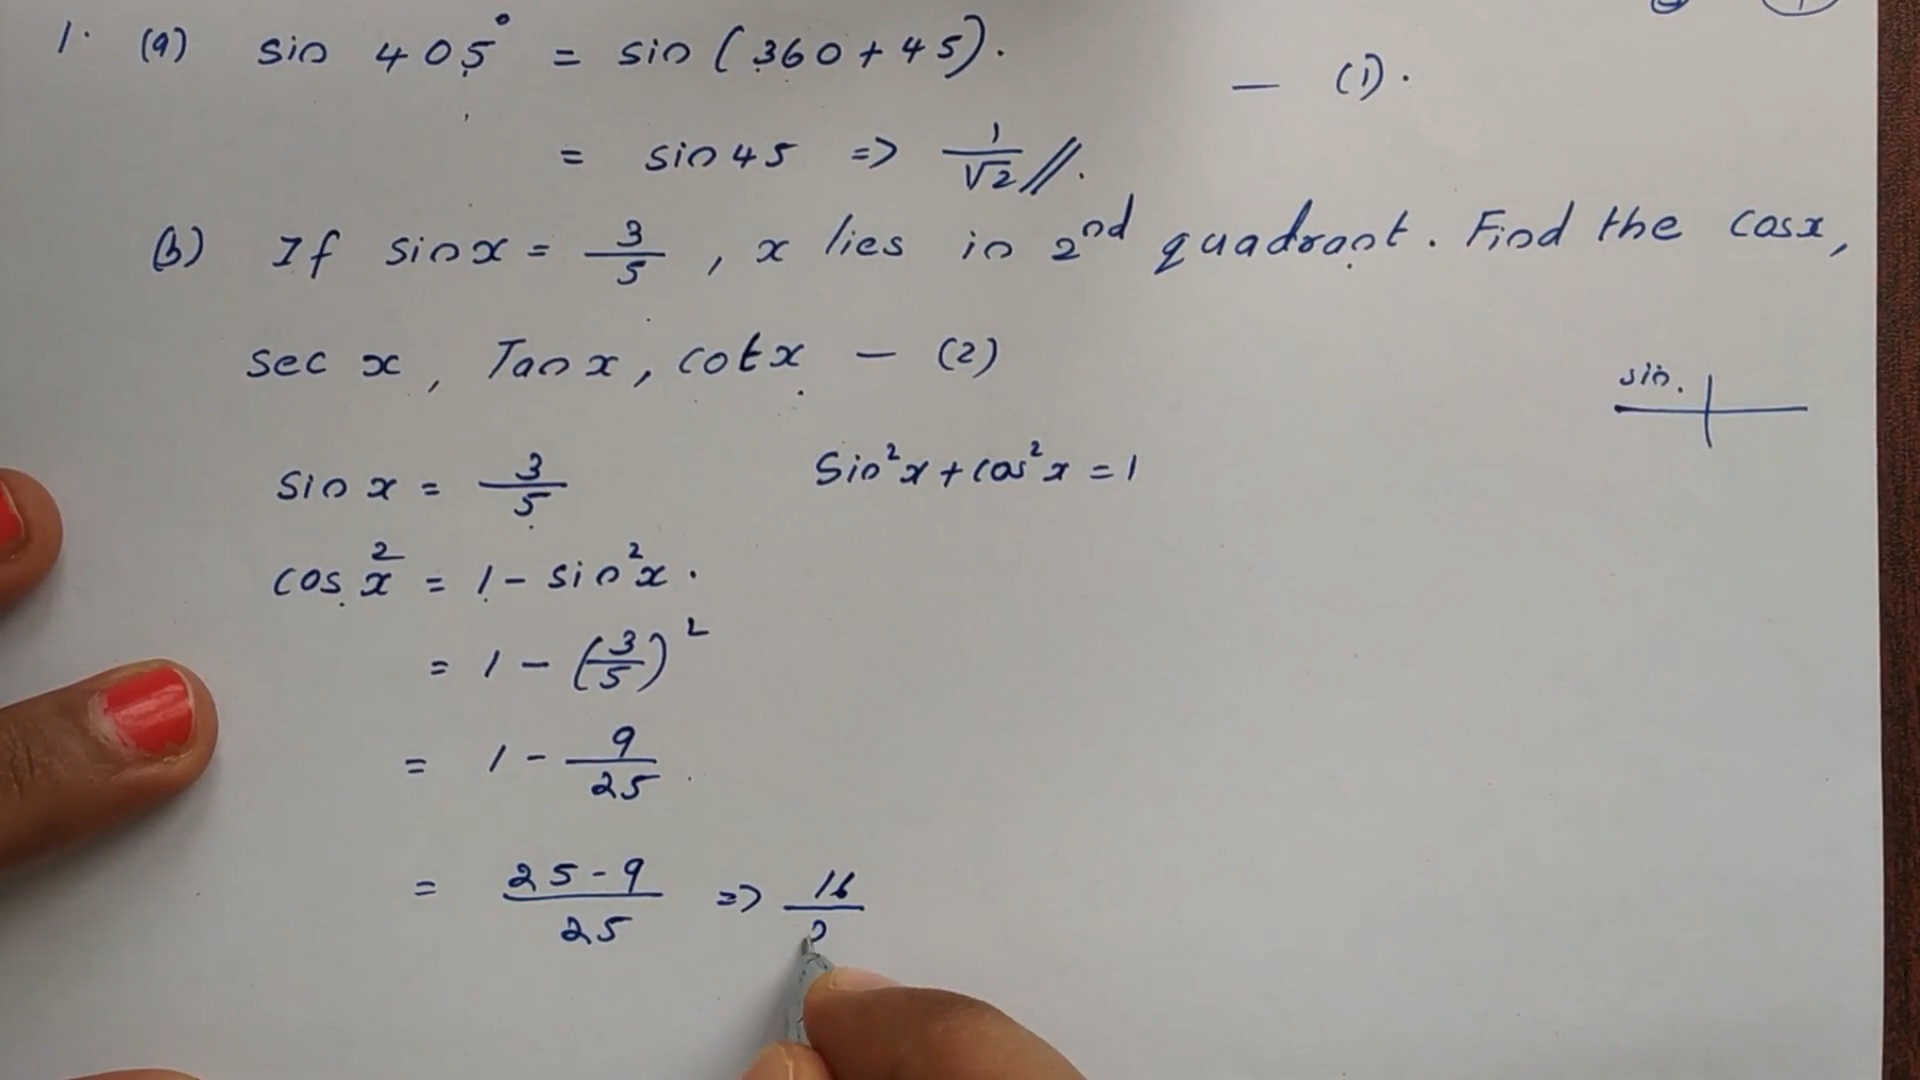 1. (a) sin 405° = sin (360 + 45). — (1).
= sin 45 => 1/√2 //.
(b) If sin x = 3/5, x lies in 2nd quadrant. Find the cos x,
sec x, Tan x, cot x — (2)
sin.
sin x = 3/5 Sin²x + cos²x = 1
cos x² = 1 - sin²x.
= 1 - (3/5)²
= 1 - 9/25
= 25 - 9/25 => 16/2